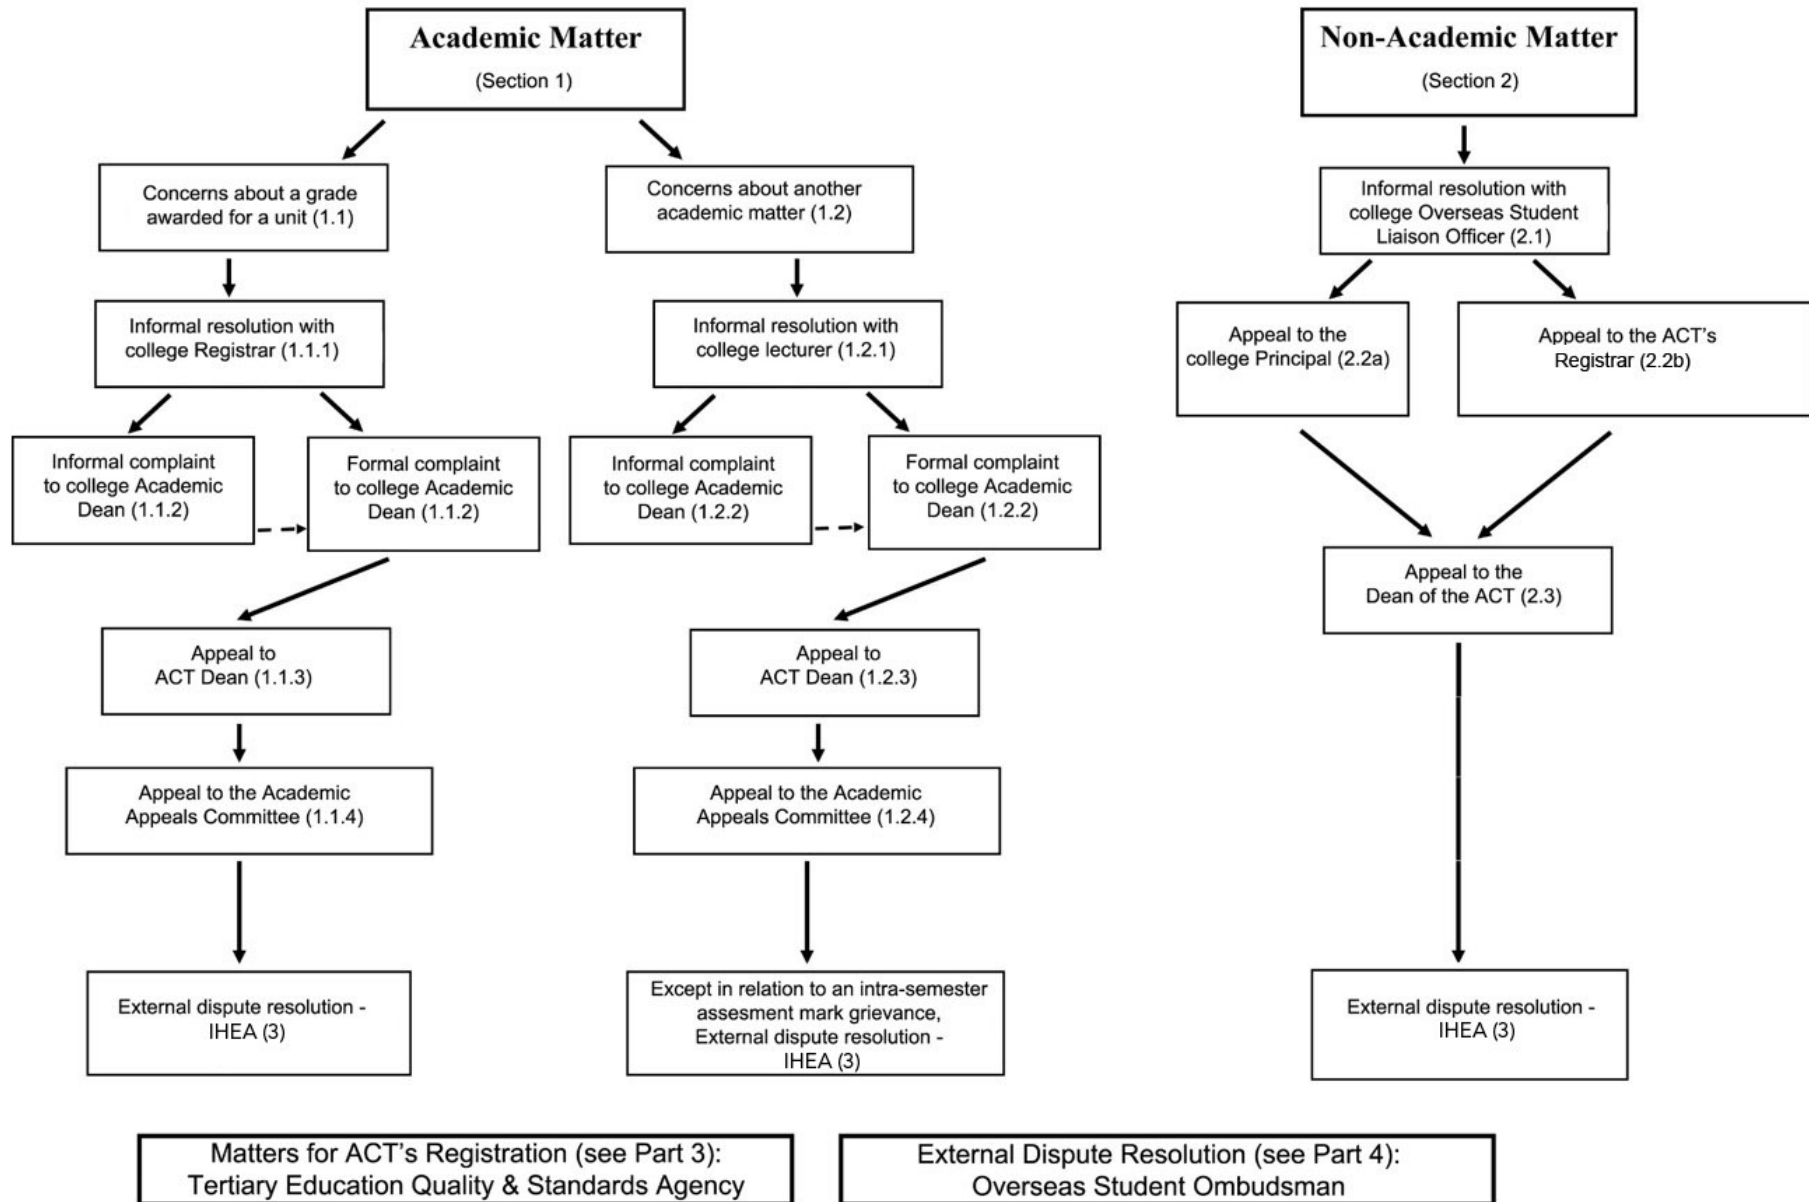 Academic Matter
(Section 1)
Non-Academic Matter
(Section 2)
Concerns about a grade
awarded for a unit (1.1)
Concerns about another
academic matter (1.2)
Informal resolution with
college Overseas Student
Liaison Officer (2.1)
Informal resolution with
college Registrar (1.1.1)
Informal resolution with
college lecturer (1.2.1)
Appeal to the
college Principal (2.2a)
Appeal to the ACT's
Registrar (2.2b)
Informal complaint
to college Academic
Dean (1.1.2)
Formal complaint
to college Academic
Dean (1.1.2)
Informal complaint
to college Academic
Dean (1.2.2)
Formal complaint
to college Academic
Dean (1.2.2)
Appeal to the
Dean of the ACT (2.3)
Appeal to
ACT Dean (1.1.3)
Appeal to
ACT Dean (1.2.3)
Appeal to the Academic
Appeals Committee (1.1.4)
Appeal to the Academic
Appeals Committee (1.2.4)
External dispute resolution -
IHEA (3)
Except in relation to an intra-semester
assesment mark grievance,
External dispute resolution -
IHEA (3)
External dispute resolution -
IHEA (3)
Matters for ACT's Registration (see Part 3):
Tertiary Education Quality & Standards Agency
External Dispute Resolution (see Part 4):
Overseas Student Ombudsman